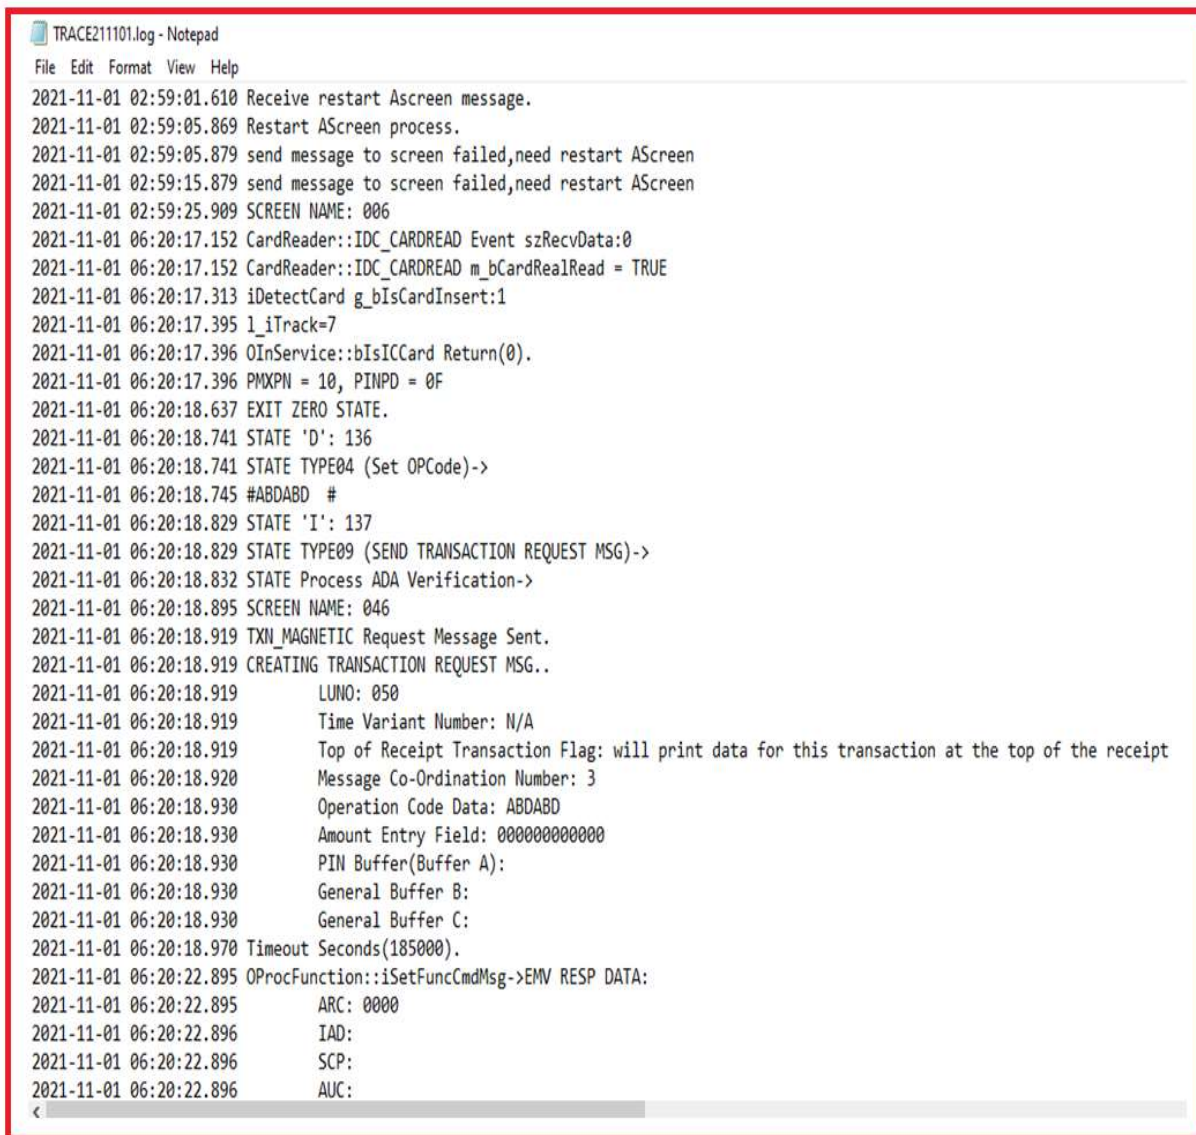 TRACE211101.log - Notepad
File Edit Format View Help
2021-11-01 02:59:01.610 Receive restart Ascreen message.
2021-11-01 02:59:05.869 Restart AScreen process.
2021-11-01 02:59:05.879 send message to screen failed,need restart AScreen
2021-11-01 02:59:15.879 send message to screen failed,need restart AScreen
2021-11-01 02:59:25.909 SCREEN NAME: 006
2021-11-01 06:20:17.152 CardReader::IDC_CARDREAD Event szRecvData:0
2021-11-01 06:20:17.152 CardReader::IDC_CARDREAD m_bCardRealRead = TRUE
2021-11-01 06:20:17.313 iDetectCard g_bIsCardInsert:1
2021-11-01 06:20:17.395 l_iTrack=7
2021-11-01 06:20:17.396 OInService::bIsICCard Return(0).
2021-11-01 06:20:17.396 PMXPN = 10, PINPD = 0F
2021-11-01 06:20:18.637 EXIT ZERO STATE.
2021-11-01 06:20:18.741 STATE 'D': 136
2021-11-01 06:20:18.741 STATE TYPE04 (Set OPCode)->
2021-11-01 06:20:18.745 #ABDABD  #
2021-11-01 06:20:18.829 STATE 'I': 137
2021-11-01 06:20:18.829 STATE TYPE09 (SEND TRANSACTION REQUEST MSG)->
2021-11-01 06:20:18.832 STATE Process ADA Verification->
2021-11-01 06:20:18.895 SCREEN NAME: 046
2021-11-01 06:20:18.919 TXN_MAGNETIC Request Message Sent.
2021-11-01 06:20:18.919 CREATING TRANSACTION REQUEST MSG..
2021-11-01 06:20:18.919 LUNO: 050
2021-11-01 06:20:18.919 Time Variant Number: N/A
2021-11-01 06:20:18.919 Top of Receipt Transaction Flag: will print data for this transaction at the top of the receipt
2021-11-01 06:20:18.920 Message Co-Ordination Number: 3
2021-11-01 06:20:18.930 Operation Code Data: ABDABD
2021-11-01 06:20:18.930 Amount Entry Field: 000000000000
2021-11-01 06:20:18.930 PIN Buffer(Buffer A):
2021-11-01 06:20:18.930 General Buffer B:
2021-11-01 06:20:18.930 General Buffer C:
2021-11-01 06:20:18.970 Timeout Seconds(185000).
2021-11-01 06:20:22.895 OProcFunction::iSetFuncCmdMsg->EMV RESP DATA:
2021-11-01 06:20:22.895 ARC: 0000
2021-11-01 06:20:22.896 IAD:
2021-11-01 06:20:22.896 SCP:
2021-11-01 06:20:22.896 AUC: